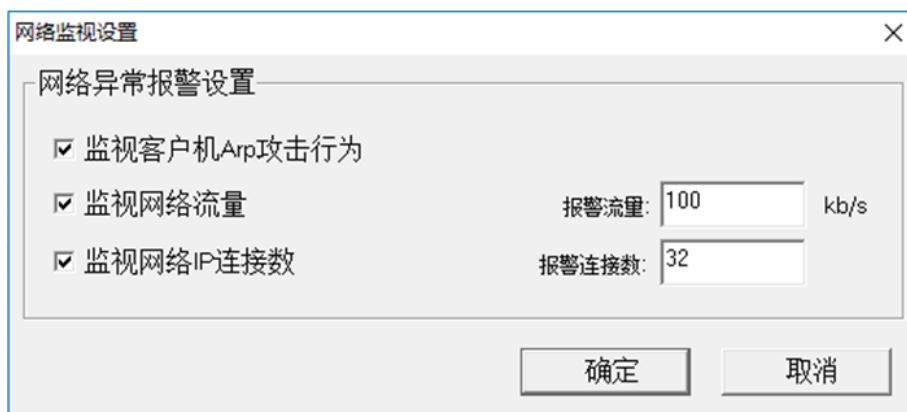 网络监视设置
网络异常报警设置
监视客户机Arp攻击行为
监视网络流量 报警流量: 100 kb/s
监视网络IP连接数 报警连接数: 32
确定 取消